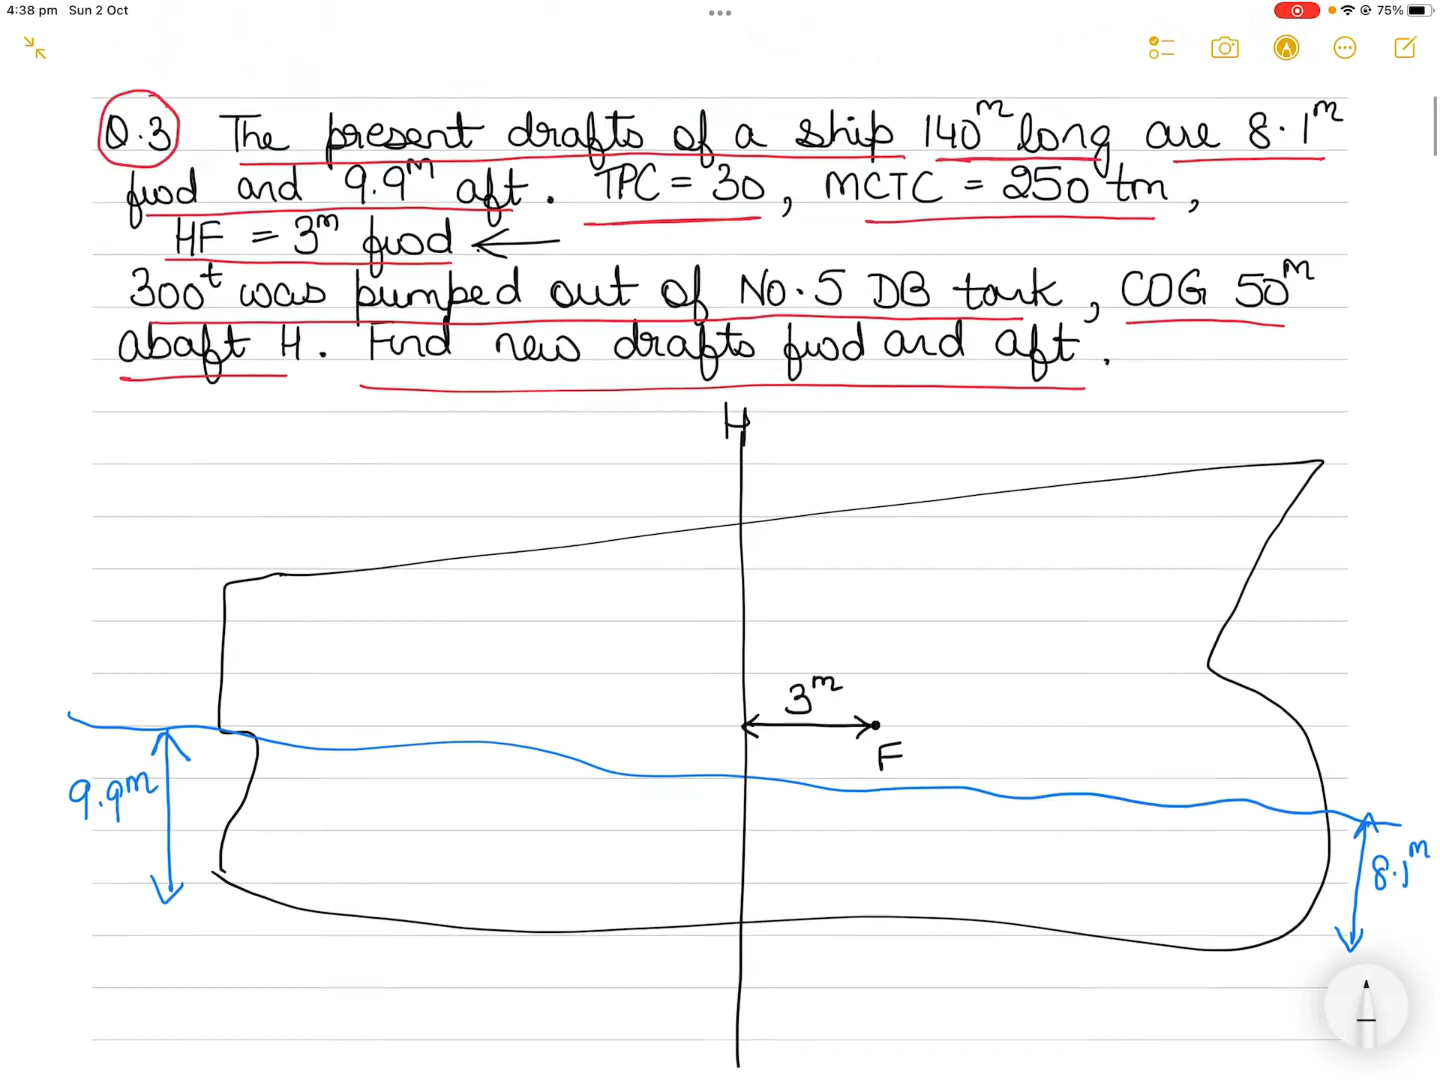 4:38 pm Sun 2 Oct
75%
Q.3 The present drafts of a ship 140m long are 8.1m
fwd and 9.9m aft. TPC = 30, MCTC = 250 tm,
HF = 3m fwd
300t was pumped out of No.5 DB tank, COG 50m
abaft H. Find new drafts fwd and aft.
H
3m
F
9.9m
8.1m